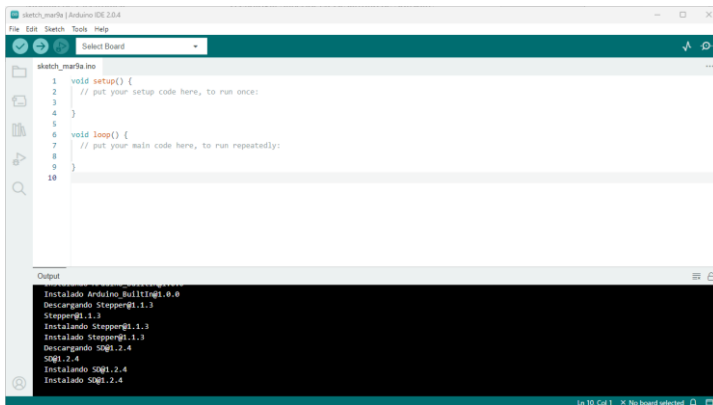 sketch_mar9a | Arduino IDE 2.0.4
File Edit Sketch Tools Help
Select Board
sketch_mar9a.ino
1 void setup() {
2 // put your setup code here, to run once:
3
4 }
5
6 void loop() {
7 // put your main code here, to run repeatedly:
8
9 }
10
Output
Instalado Arduino_BuiltIn@1.0.0
Descargando Stepper@1.1.3
Stepper@1.1.3
Instalando Stepper@1.1.3
Instalado Stepper@1.1.3
Descargando SD@1.2.4
SD@1.2.4
Instalando SD@1.2.4
Instalado SD@1.2.4
Ln 10, Col 1 × No board selected